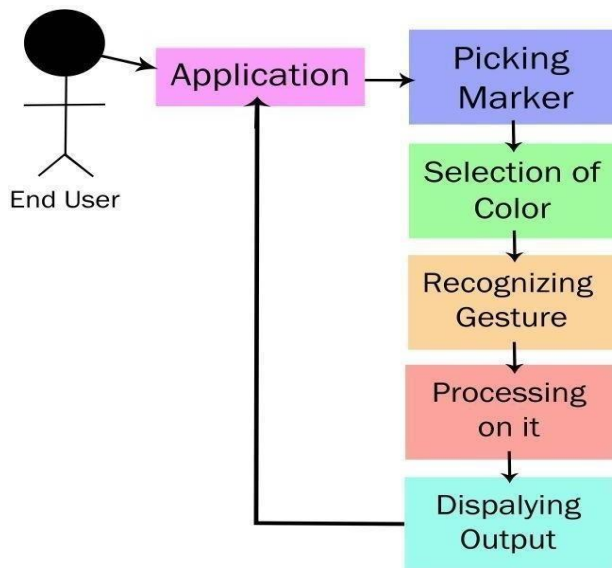 End User
Application
Picking
Marker
Selection of
Color
Recognizing
Gesture
Processing
on it
Dispalying
Output